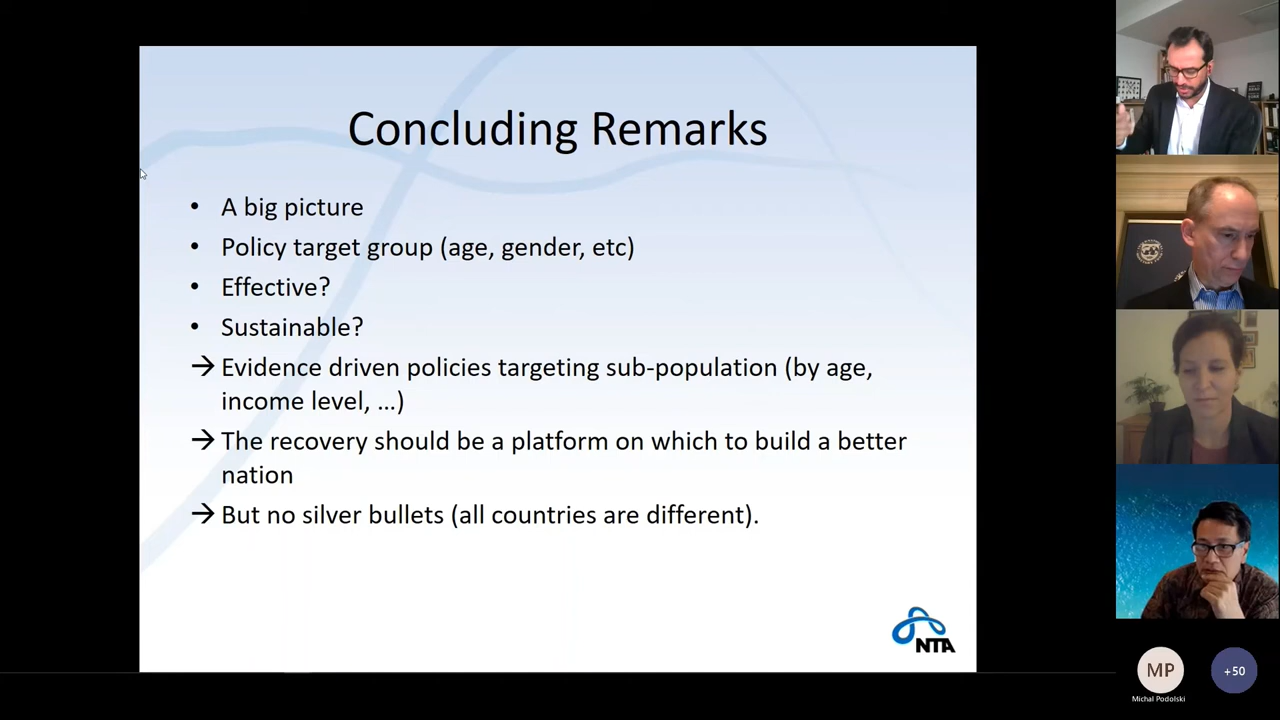 Concluding Remarks
• A big picture
• Policy target group (age, gender, etc)
• Effective?
• Sustainable?
→ Evidence driven policies targeting sub-population (by age,
income level, ...)
→ The recovery should be a platform on which to build a better
nation
→ But no silver bullets (all countries are different).
NTA
MP
Michal Podolski
+50